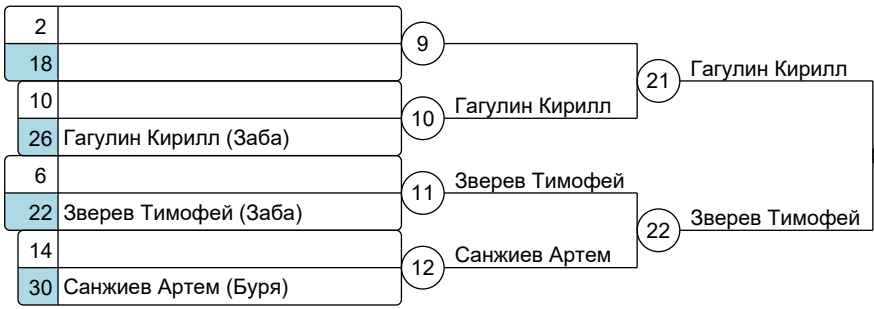 2
18
9
10
26 Гагулин Кирилл (Заба)
10
Гагулин Кирилл
21
Гагулин Кирилл
6
22 Зверев Тимофей (Заба)
11
Зверев Тимофей
14
30 Санжиев Артем (Буря)
12
Санжиев Артем
22
Зверев Тимофей